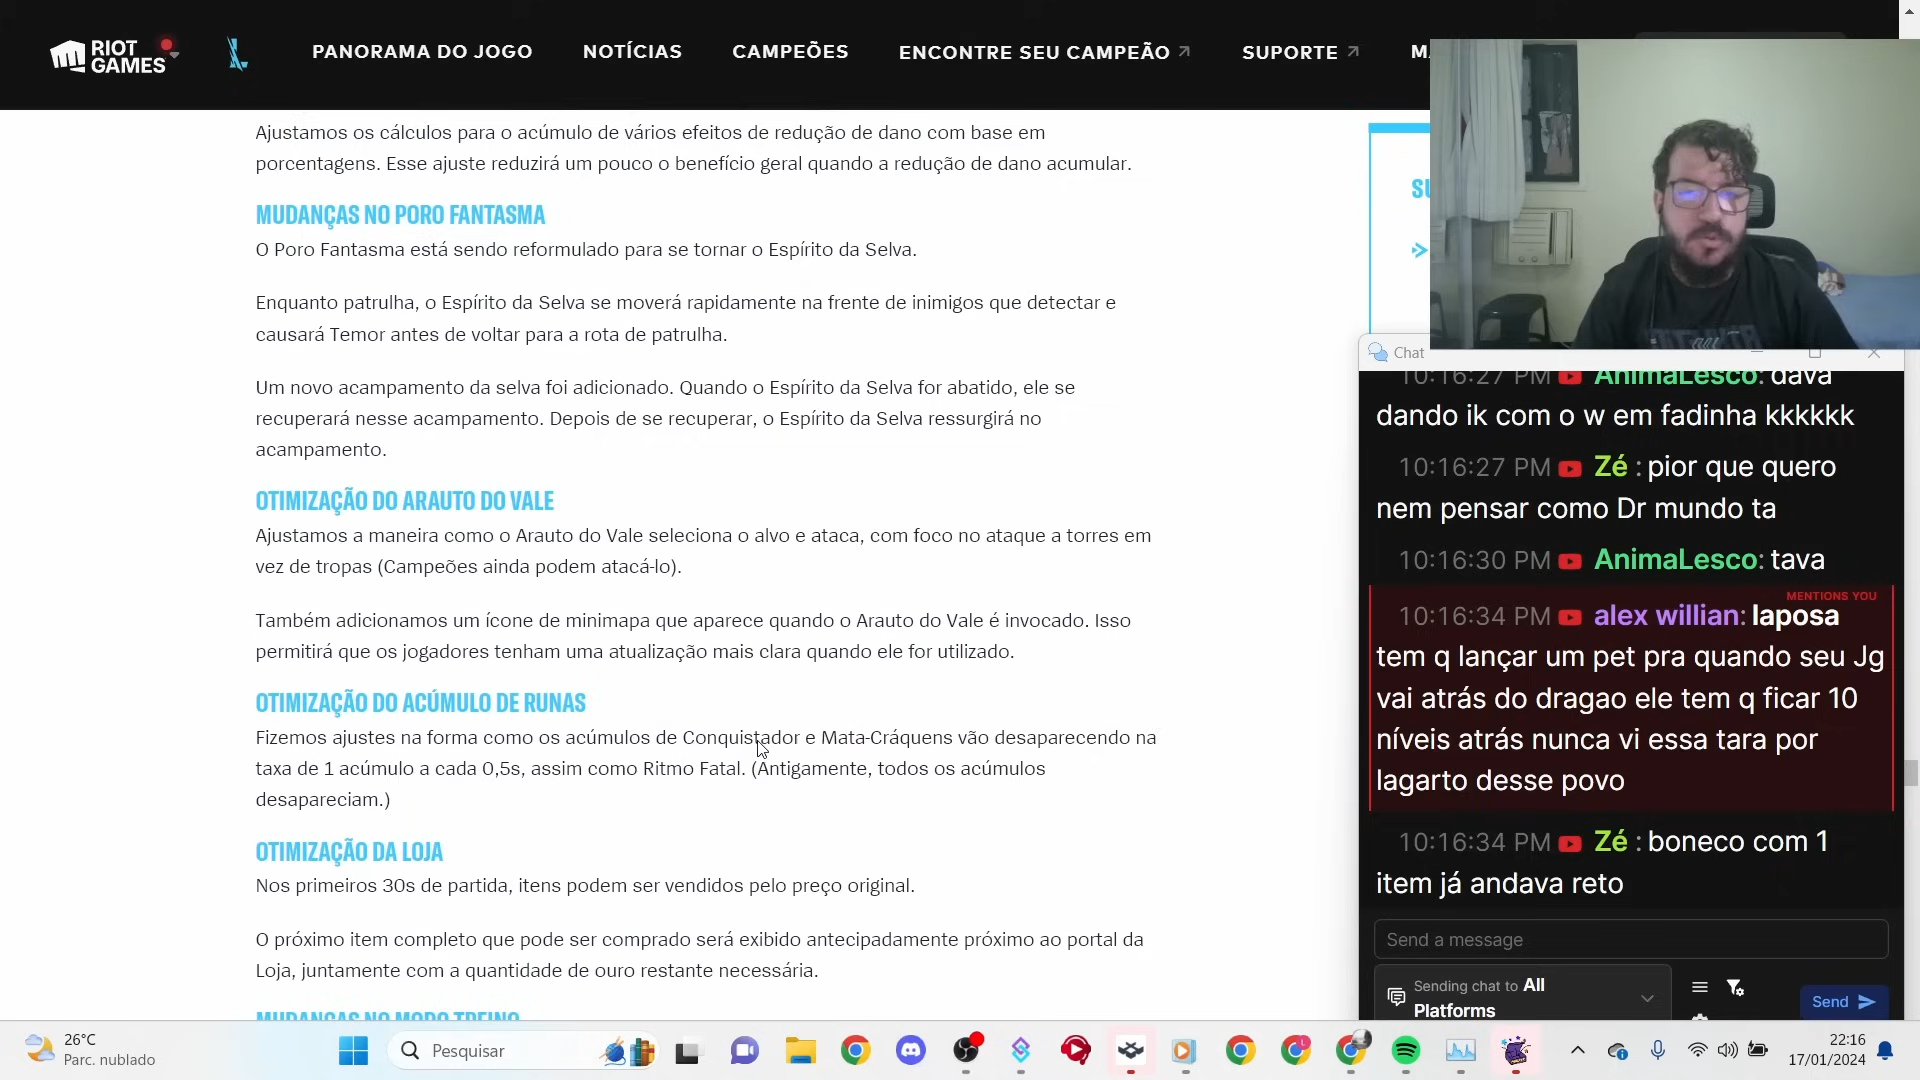 RIOT GAMES
PANORAMA DO JOGO
NOTÍCIAS
CAMPEÕES
ENCONTRE SEU CAMPEÃO
SUPORTE
Ajustamos os cálculos para o acúmulo de vários efeitos de redução de dano com base em
porcentagens. Esse ajuste reduzirá um pouco o benefício geral quando a redução de dano acumular.
MUDANÇAS NO PORO FANTASMA
O Poro Fantasma está sendo reformulado para se tornar o Espírito da Selva.
Enquanto patrulha, o Espírito da Selva se moverá rapidamente na frente de inimigos que detectar e
causará Temor antes de voltar para a rota de patrulha.
Um novo acampamento da selva foi adicionado. Quando o Espírito da Selva for abatido, ele se
recuperará nesse acampamento. Depois de se recuperar, o Espírito da Selva ressurgirá no
acampamento.
OTIMIZAÇÃO DO ARAUTO DO VALE
Ajustamos a maneira como o Arauto do Vale seleciona o alvo e ataca, com foco no ataque a torres em
vez de tropas (Campeões ainda podem atacá-lo).
Também adicionamos um ícone de minimapa que aparece quando o Arauto do Vale é invocado. Isso
permitirá que os jogadores tenham uma atualização mais clara quando ele for utilizado.
OTIMIZAÇÃO DO ACÚMULO DE RUNAS
Fizemos ajustes na forma como os acúmulos de Conquistador e Mata-Cráquens vão desaparecendo na
taxa de 1 acúmulo a cada 0,5s, assim como Ritmo Fatal. (Antigamente, todos os acúmulos
desapareciam.)
OTIMIZAÇÃO DA LOJA
Nos primeiros 30s de partida, itens podem ser vendidos pelo preço original.
O próximo item completo que pode ser comprado será exibido antecipadamente próximo ao portal da
Loja, juntamente com a quantidade de ouro restante necessária.
MUDANÇAS NO MODO TREINO
Chat
10:16:27 PM AnimaLesco: dava
dando ik com o w em fadinha kkkkkk
10:16:27 PM Zé : pior que quero
nem pensar como Dr mundo ta
10:16:30 PM AnimaLesco: tava
MENTIONS YOU
10:16:34 PM alex willian: laposa
tem q lançar um pet pra quando seu Jg
vai atrás do dragao ele tem q ficar 10
níveis atrás nunca vi essa tara por
lagarto desse povo
10:16:34 PM Zé : boneco com 1
item já andava reto
Send a message
Sending chat to All
Platforms
Send
26°C
Parc. nublado
Pesquisar
22:16
17/01/2024